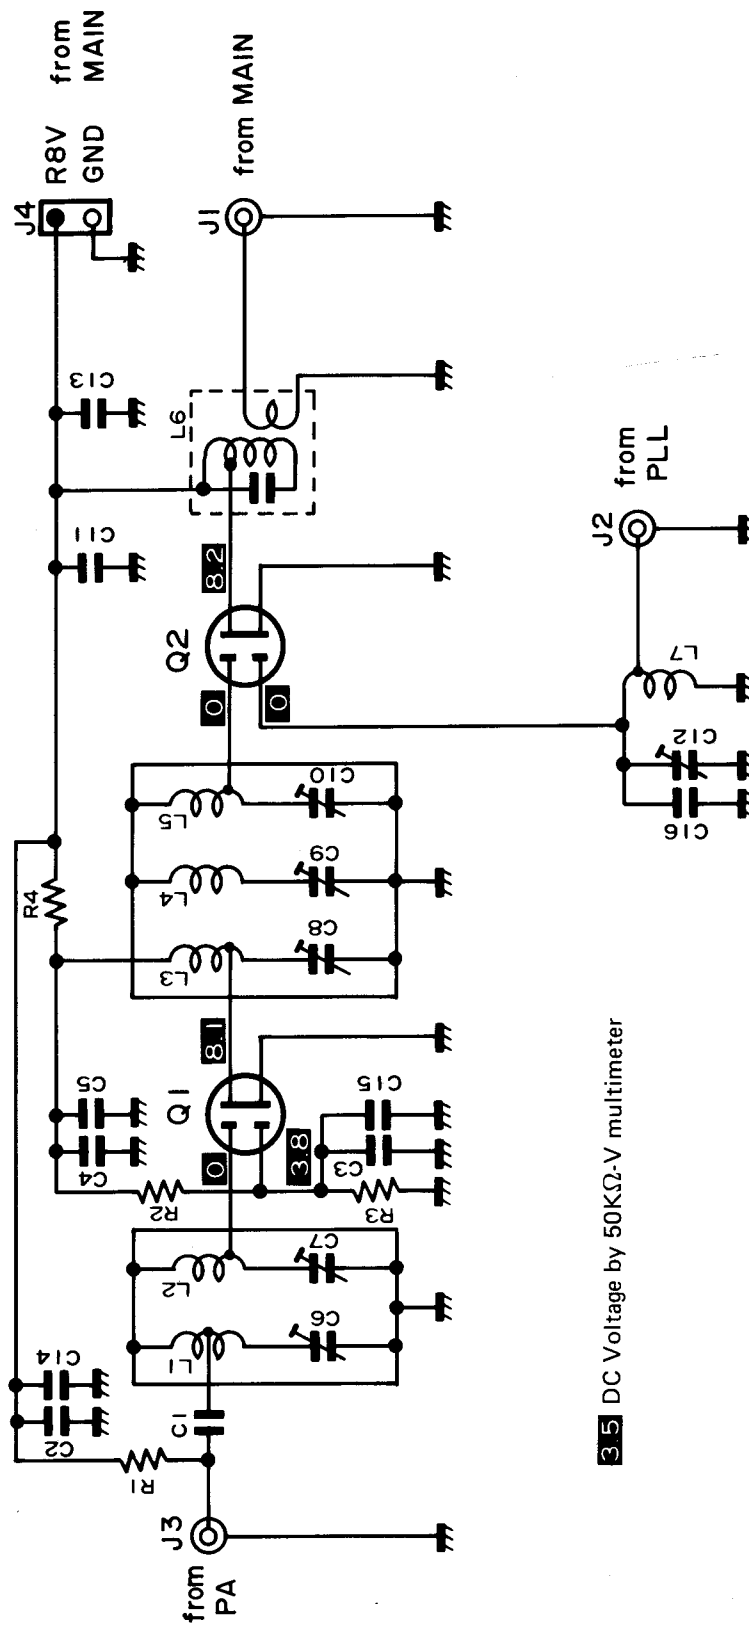 J4
R8V from
GND MAIN
J1
from MAIN
C13
L6
C11
8.2
Q2
0
0
J2
from
PLL
L7
C12
C16
R4
L5
C10
L4
C9
L3
C8
8.1
Q1
0
3.8
C5
C4
R2
C15
C3
R3
L2
C7
L1
C6
C14
C2
R1
C1
J3
from
PA
3.5 DC Voltage by 50KΩ-V multimeter